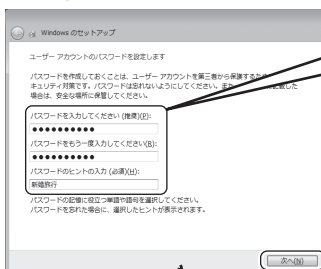 Windows のセットアップ
ユーザー アカウントのパスワードを設定します
パスワードを作成しておくことは、ユーザー アカウントを第三者から保護するため
キュリティ対策です。パスワードは忘れないようにしてください。また
場合は、安全な場所に保管してください。
パスワードを入力してください (推奨)(P):
●●●●●●●●●●
パスワードをもう一度入力してください(R):
●●●●●●●●●●
パスワードのヒントの入力 (必須)(H):
新婚旅行
パスワードの記憶に役立つ単語や語句を選択してください。
パスワードを忘れた場合に、選択したヒントが表示されます。
次へ(N)